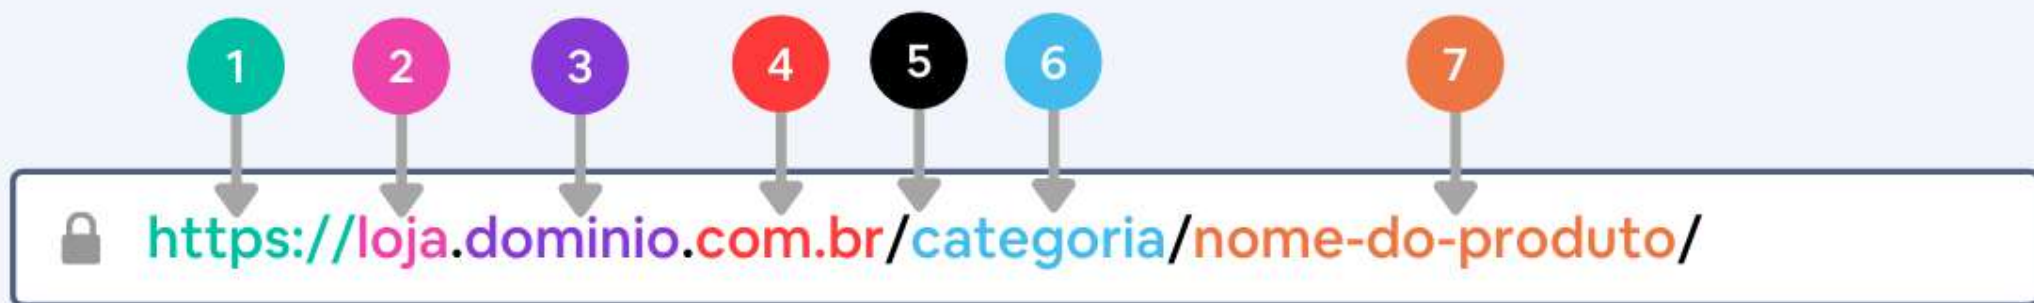 1 2 3 4 5 6 7
https://loja.dominio.com.br/categoria/nome-do-produto/